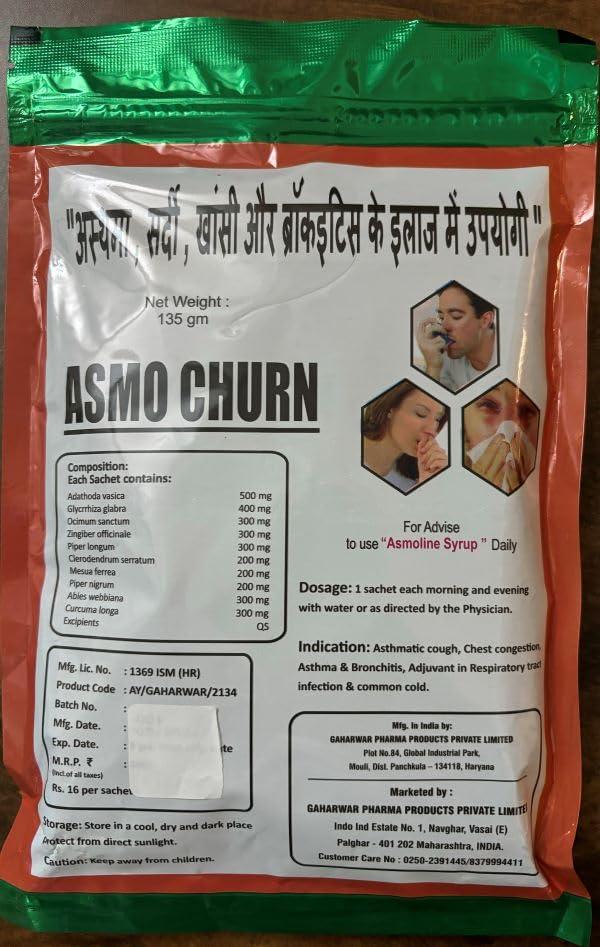 "अस्थमा, सर्दी, खांसी और ब्रॉकइटिस के इलाज में उपयोगी"
Net Weight :
135 gm
ASMO CHURN
Composition:
Each Sachet contains:
Adathoda vasica 500 mg
Glycrrhiza glabra 400 mg
Ocimum sanctum 300 mg
Zingiber officinale 300 mg
Piper longum 300 mg
Clerodendrum serratum 200 mg
Mesua ferrea 200 mg
Piper nigrum 200 mg
Abies webbiana 300 mg
Curcuma longa 300 mg
Excipients QS
For Advise
to use "Asmoline Syrup " Daily
Dosage: 1 sachet each morning and evening
with water or as directed by the Physician.
Indication: Asthmatic cough, Chest congestion,
Asthma & Bronchitis, Adjuvant in Respiratory tract
infection & common cold.
Mfg. Lic. No. : 1369 ISM (HR)
Product Code : AY/GAHARWAR/2134
Batch No. :
Mfg. Date. :
Exp. Date. :
M.R.P. ₹ :
(Incl.of all taxes)
Rs. 16 per sachet
Storage: Store in a cool, dry and dark place
Protect from direct sunlight.
Caution: Keep away from children.
Mfg. In India by:
GAHARWAR PHARMA PRODUCTS PRIVATE LIMITED
Plot No.84, Global Industrial Park,
Mouli, Dist. Panchkula – 134118, Haryana
Marketed by :
GAHARWAR PHARMA PRODUCTS PRIVATE LIMITED
Indo Ind Estate No. 1, Navghar, Vasai (E)
Palghar - 401 202 Maharashtra, INDIA.
Customer Care No : 0250-2391445/8379994411